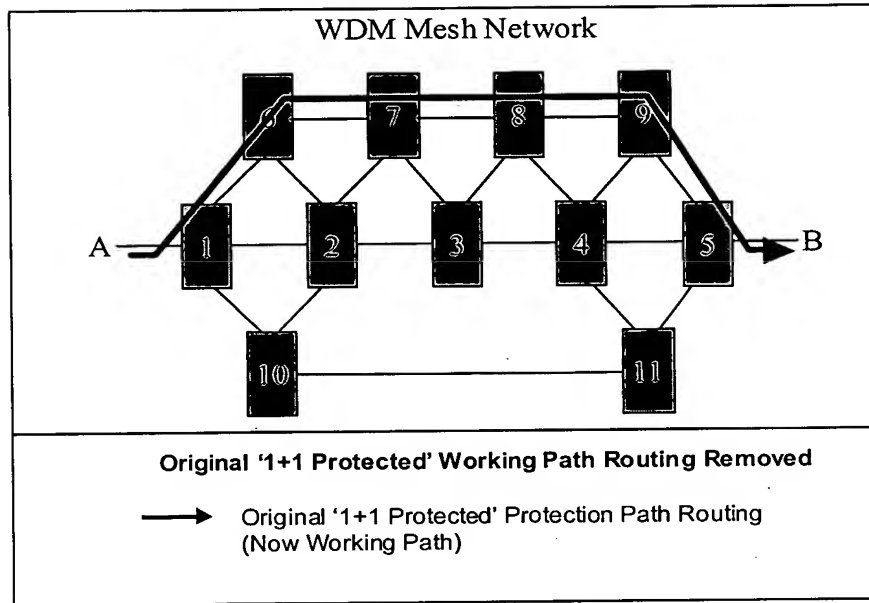 WDM Mesh Network
6 7 8 9
A 1 2 3 4 5 B
10 11
Original '1+1 Protected' Working Path Routing Removed
Original '1+1 Protected' Protection Path Routing
(Now Working Path)